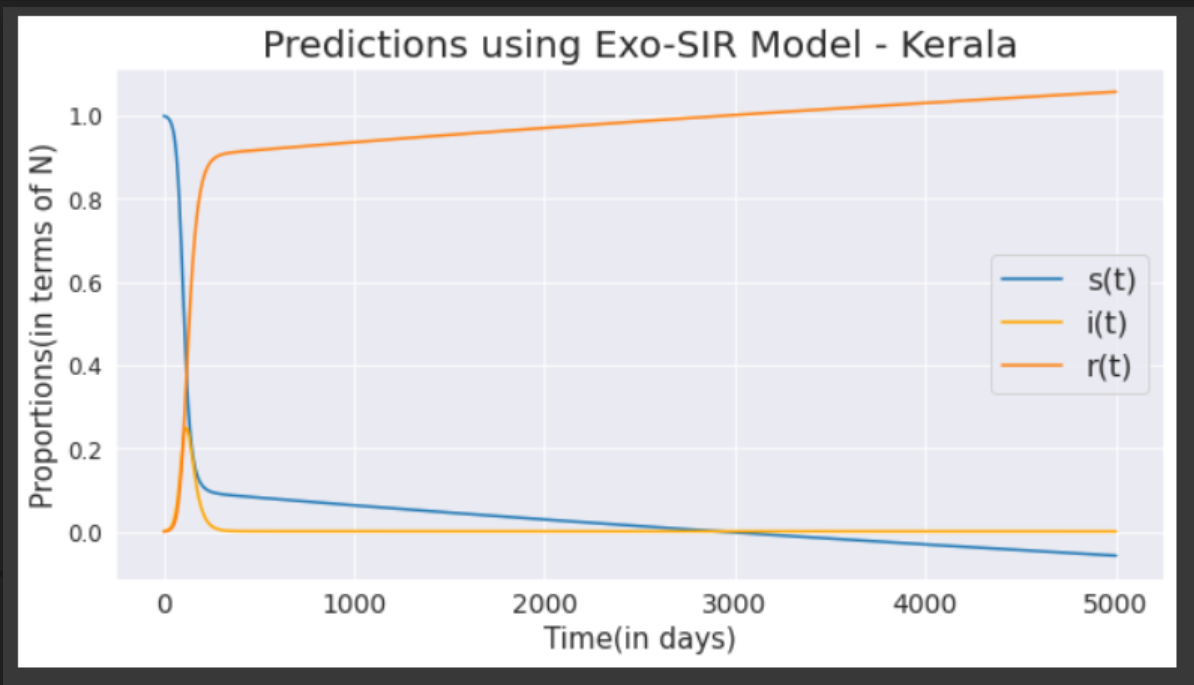 Predictions using Exo-SIR Model - Kerala
Proportions(in terms of N)
1.0
0.8
0.6
0.4
0.2
0.0
s(t)
i(t)
r(t)
0 1000 2000 3000 4000 5000
Time(in days)